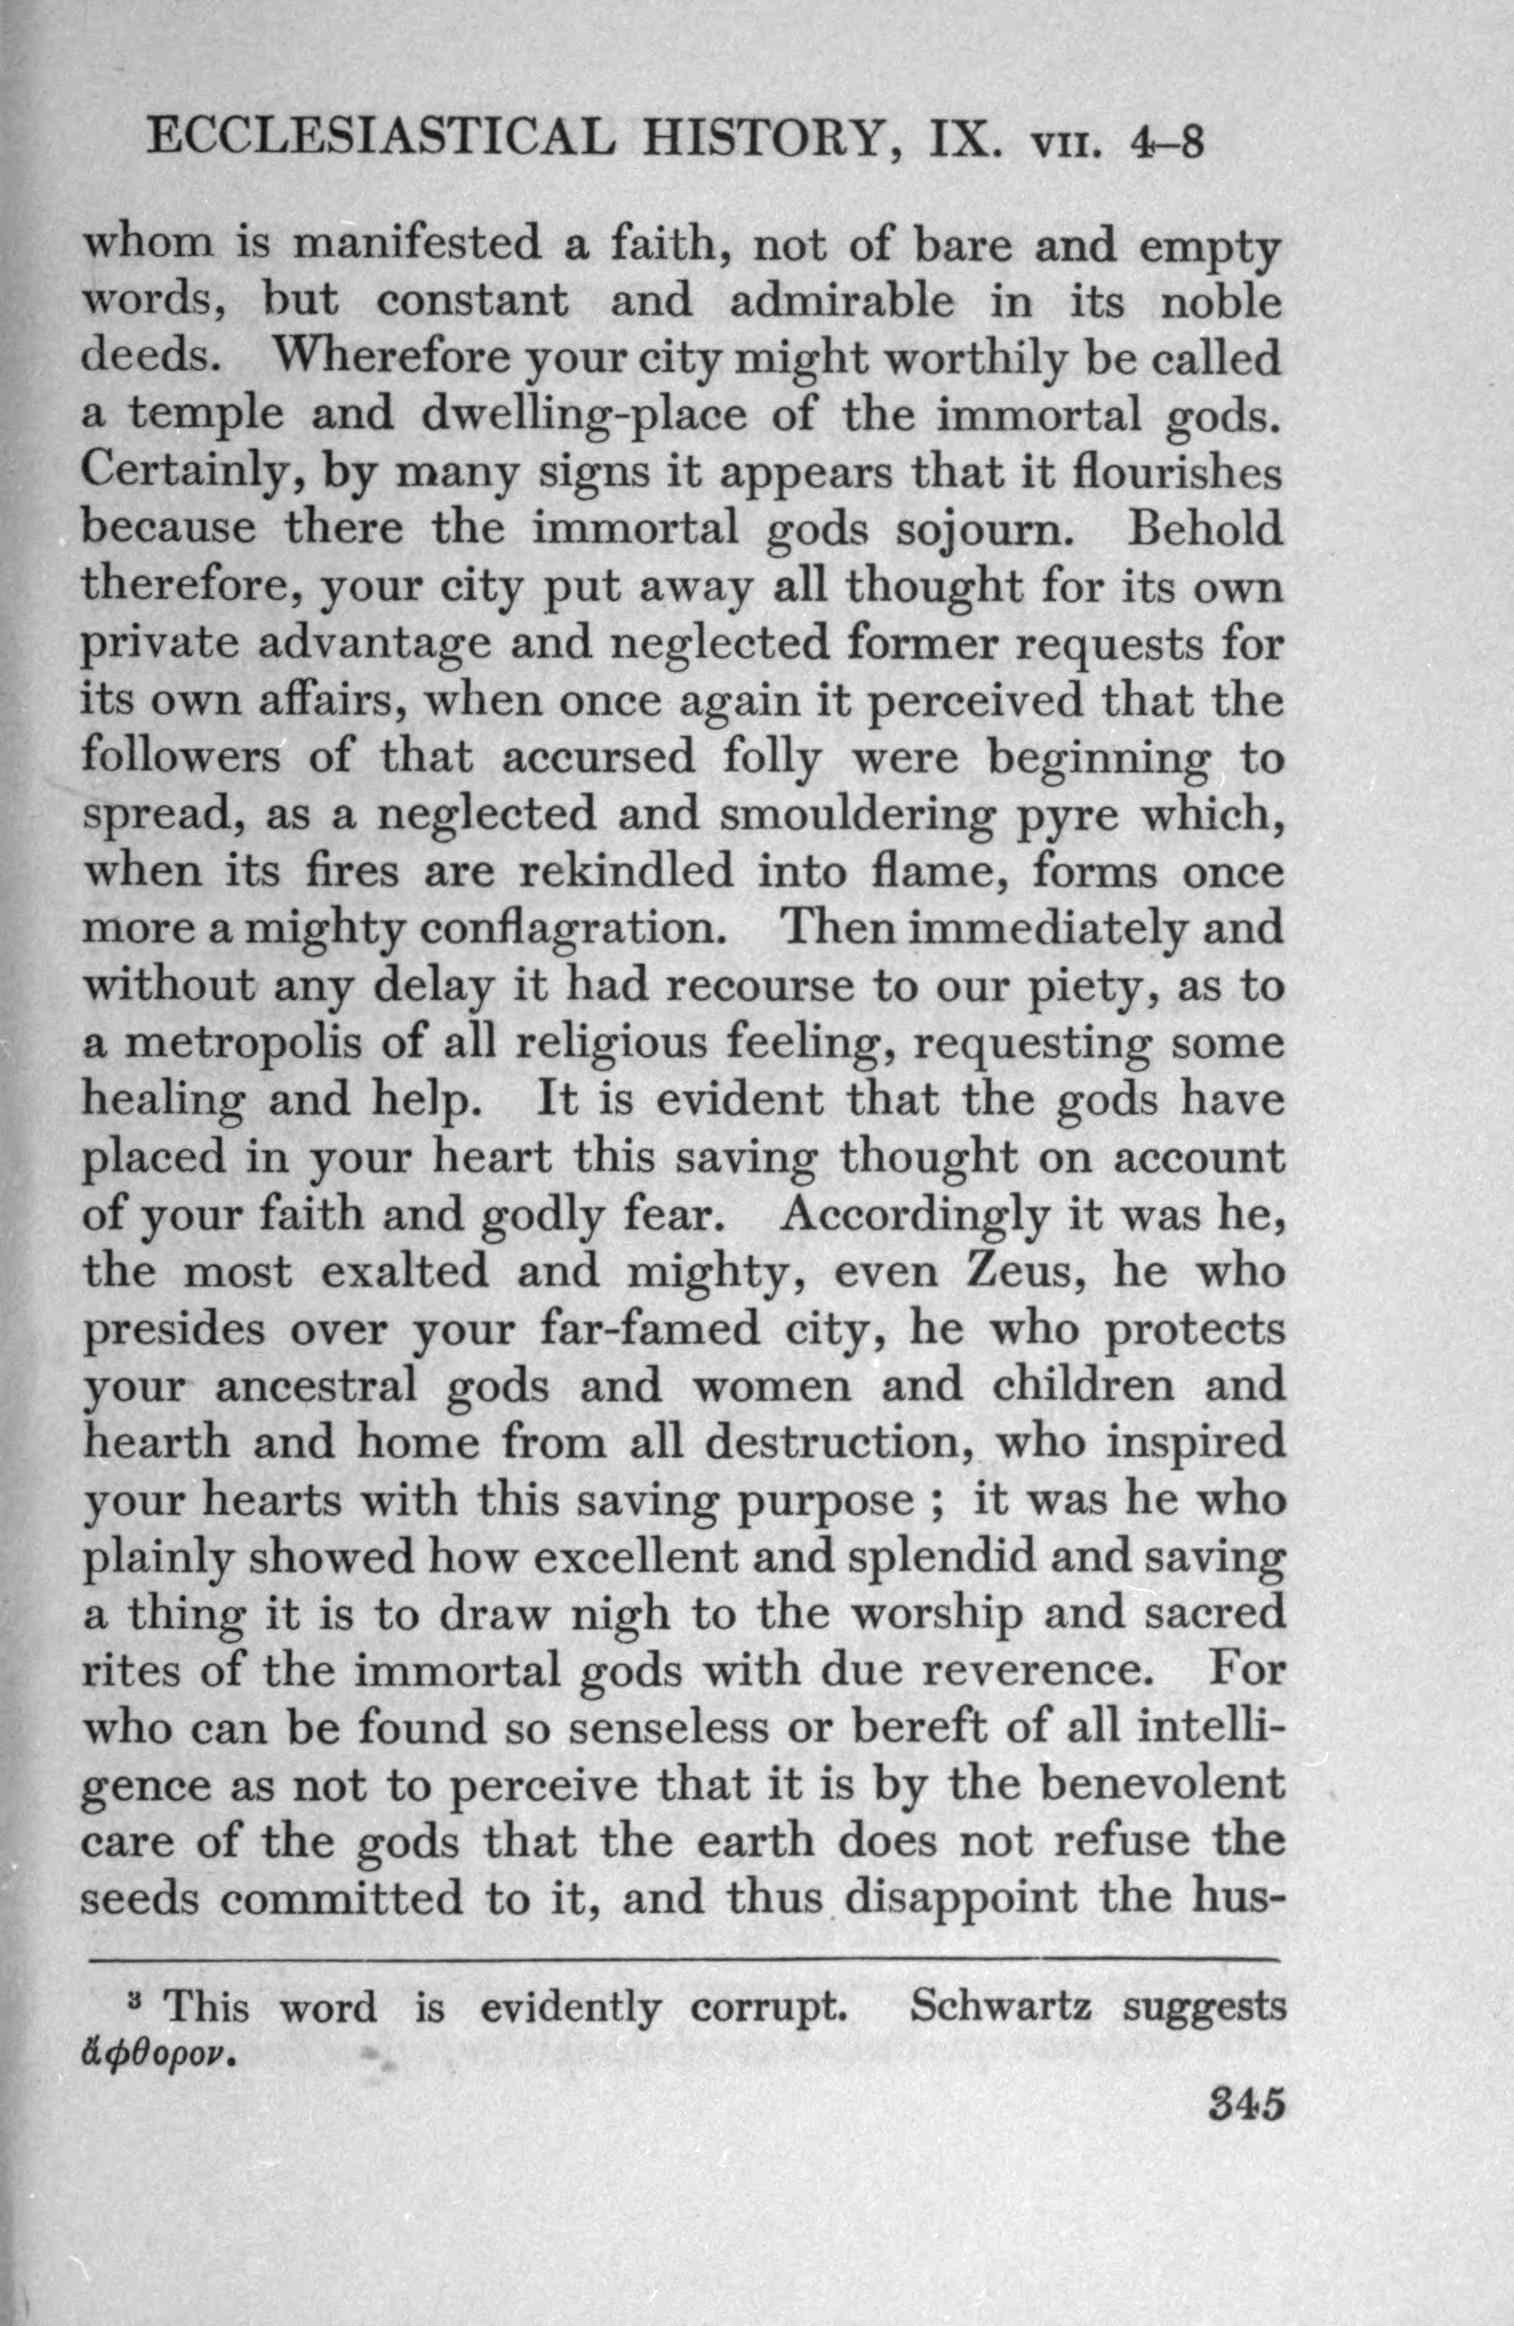 ECCLESIASTICAL HISTORY, IX. VII. 4–8
whom is manifested a faith, not of bare and empty
words, but constant and admirable in its noble
deeds. Wherefore your city might worthily be called
a temple and dwelling-place of the immortal gods.
Certainly, by many signs it appears that it flourishes
because there the immortal gods sojourn. Behold
therefore, your city put away all thought for its own
private advantage and neglected former requests for
its own affairs, when once again it perceived that the
followers of that accursed folly were beginning to
spread, as a neglected and smouldering pyre which,
when its fires are rekindled into flame, forms once
more a mighty conflagration. Then immediately and
without any delay it had recourse to our piety, as to
a metropolis of all religious feeling, requesting some
healing and help. It is evident that the gods have
placed in your heart this saving thought on account
of your faith and godly fear. Accordingly it was he,
the most exalted and mighty, even Zeus, he who
presides over your far-famed city, he who protects
your ancestral gods and women and children and
hearth and home from all destruction, who inspired
your hearts with this saving purpose ; it was he who
plainly showed how excellent and splendid and saving
a thing it is to draw nigh to the worship and sacred
rites of the immortal gods with due reverence. For
who can be found so senseless or bereft of all intelli-
gence as not to perceive that it is by the benevolent
care of the gods that the earth does not refuse the
seeds committed to it, and thus disappoint the hus-
³ This word is evidently corrupt. Schwartz suggests
ἄφθορον.
345